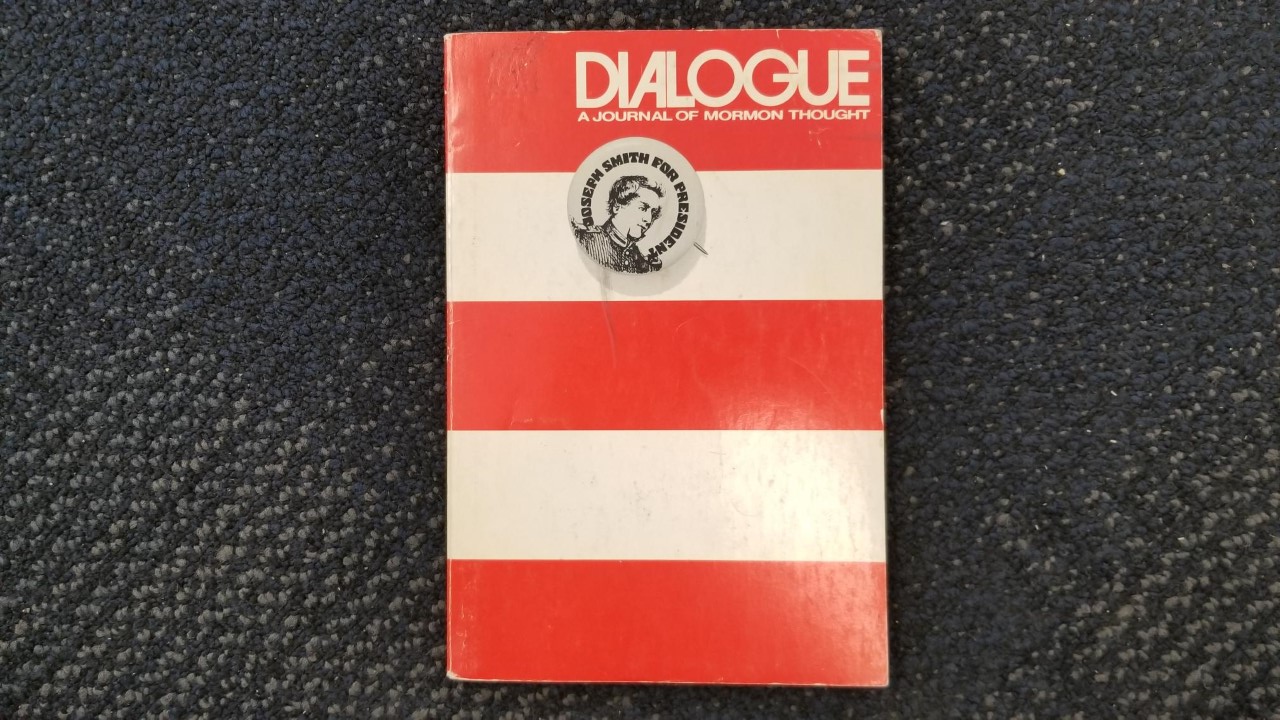 DIALOGUE
A JOURNAL OF MORMON THOUGHT
JOSEPH SMITH FOR PRESIDENT